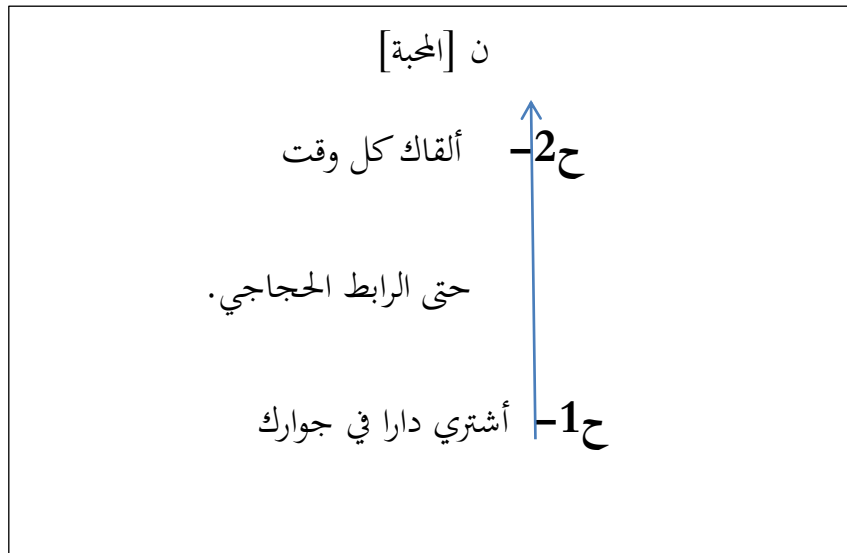 ن [المحبة]
ح2- ألقاك كل وقت
حتى الرابط الحجاجي.
ح1- أشتري دارا في جوارك